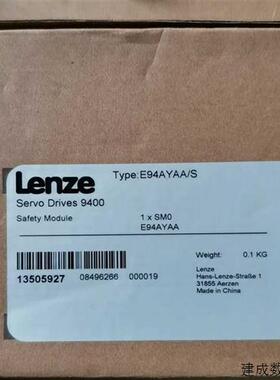 Lenze
Type:E94AYAA/S
Servo Drives 9400
Safety Module
1 x SM0
E94AYAA
Weight:
0.1 KG
13505927
08496266
000019
Lenze
Hans-Lenze-Straße 1
31855 Aerzen
Made in China
建成数